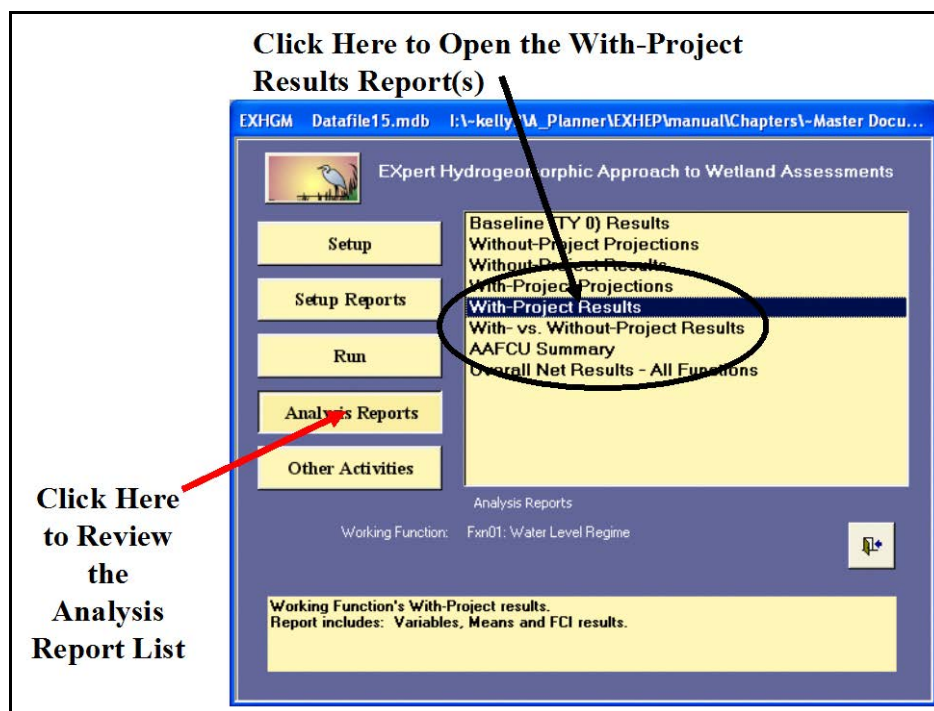 Click Here to Open the With-Project
Results Report(s)
EXHGM Datafile15.mdb I:\~kelly\A_Planner\EXHEP\manual\Chapters\~Master Docu...
EXpert Hydrogeomorphic Approach to Wetland Assessments
Setup
Setup Reports
Run
Analysis Reports
Other Activities
Baseline (TY 0) Results
Without-Project Projections
Without-Project Results
With-Project Projections
With-Project Results
With- vs. Without-Project Results
AAFCU Summary
Overall Net Results - All Functions
Analysis Reports
Working Function: Fxn01: Water Level Regime
Working Function's With-Project results.
Report includes: Variables, Means and FCI results.
Click Here
to Review
the
Analysis
Report List